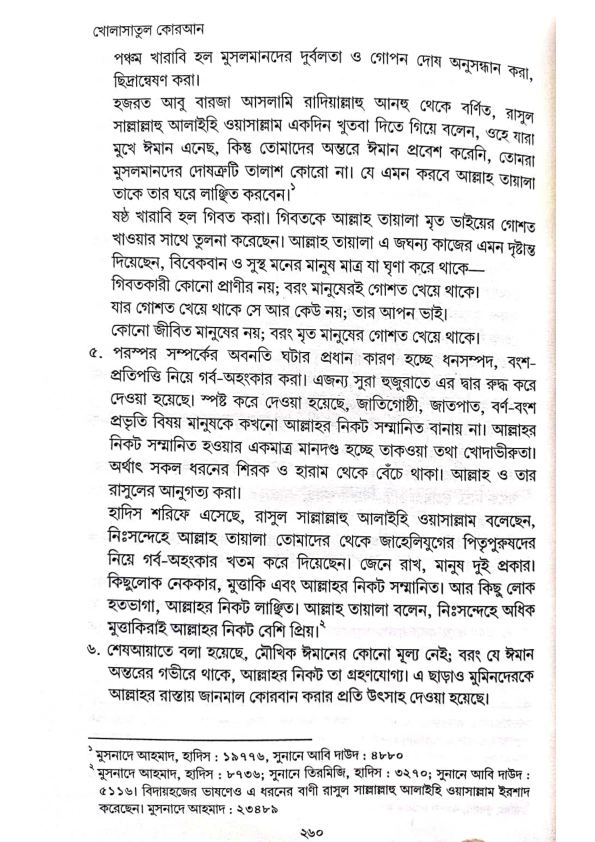 খোলাসাতুল কোরআন
পঞ্চম খারাবি হল মুসলমানদের দুর্বলতা ও গোপন দোষ অনুসন্ধান করা,
ছিদ্রান্বেষণ করা।
হজরত আবু বারজা আসলামি রাদিয়াল্লাহু আনহু থেকে বর্ণিত, রাসুল
সাল্লাল্লাহু আলাইহি ওয়াসাল্লাম একদিন খুতবা দিতে গিয়ে বলেন, ওহে যারা
মুখে ঈমান এনেছ, কিন্তু তোমাদের অন্তরে ঈমান প্রবেশ করেনি, তোমরা
মুসলমানদের দোষত্রুটি তালাশ কোরো না। যে এমন করবে আল্লাহ তায়ালা
তাকে তার ঘরে লাঞ্ছিত করবেন।১
ষষ্ঠ খারাবি হল গিবত করা। গিবতকে আল্লাহ তায়ালা মৃত ভাইয়ের গোশত
খাওয়ার সাথে তুলনা করেছেন। আল্লাহ তায়ালা এ জঘন্য কাজের এমন দৃষ্টান্ত
দিয়েছেন, বিবেকবান ও সুস্থ মনের মানুষ মাত্র যা ঘৃণা করে থাকে—
গিবতকারী কোনো প্রাণীর নয়; বরং মানুষেরই গোশত খেয়ে থাকে।
যার গোশত খেয়ে থাকে সে আর কেউ নয়; তার আপন ভাই।
কোনো জীবিত মানুষের নয়; বরং মৃত মানুষের গোশত খেয়ে থাকে।
৫. পরস্পর সম্পর্কের অবনতি ঘটার প্রধান কারণ হচ্ছে ধনসম্পদ, বংশ-
প্রতিপত্তি নিয়ে গর্ব-অহংকার করা। এজন্য সুরা হুজুরাতে এর দ্বার রুদ্ধ করে
দেওয়া হয়েছে। স্পষ্ট করে দেওয়া হয়েছে, জাতিগোষ্ঠী, জাতপাত, বর্ণ-বংশ
প্রভৃতি বিষয় মানুষকে কখনো আল্লাহর নিকট সম্মানিত বানায় না। আল্লাহর
নিকট সম্মানিত হওয়ার একমাত্র মানদণ্ড হচ্ছে তাকওয়া তথা খোদাভীরুতা।
অর্থাৎ সকল ধরনের শিরক ও হারাম থেকে বেঁচে থাকা। আল্লাহ ও তার
রাসুলের আনুগত্য করা।
হাদিস শরিফে এসেছে, রাসুল সাল্লাল্লাহু আলাইহি ওয়াসাল্লাম বলেছেন,
নিঃসন্দেহে আল্লাহ তায়ালা তোমাদের থেকে জাহেলিযুগের পিতৃপুরুষদের
নিয়ে গর্ব-অহংকার খতম করে দিয়েছেন। জেনে রাখ, মানুষ দুই প্রকার।
কিছুলোক নেককার, মুত্তাকি এবং আল্লাহর নিকট সম্মানিত। আর কিছু লোক
হতভাগা, আল্লাহর নিকট লাঞ্ছিত। আল্লাহ তায়ালা বলেন, নিঃসন্দেহে অধিক
মুত্তাকিরাই আল্লাহর নিকট বেশি প্রিয়।২
৬. শেষআয়াতে বলা হয়েছে, মৌখিক ঈমানের কোনো মূল্য নেই; বরং যে ঈমান
অন্তরের গভীরে থাকে, আল্লাহর নিকট তা গ্রহণযোগ্য। এ ছাড়াও মুমিনদেরকে
আল্লাহর রাস্তায় জানমাল কোরবান করার প্রতি উৎসাহ দেওয়া হয়েছে।
১ মুসনাদে আহমাদ, হাদিস : ১৯৭৭৬, সুনানে আবি দাউদ : ৪৮৮০
২ মুসনাদে আহমাদ, হাদিস : ৮৭৩৬; সুনানে তিরমিজি, হাদিস : ৩২৭০; সুনানে আবি দাউদ :
৫১১৬। বিদায়হজের ভাষণেও এ ধরনের বাণী রাসুল সাল্লাল্লাহু আলাইহি ওয়াসাল্লাম ইরশাদ
করেছেন। মুসনাদে আহমাদ : ২৩৪৮৯
২৬০